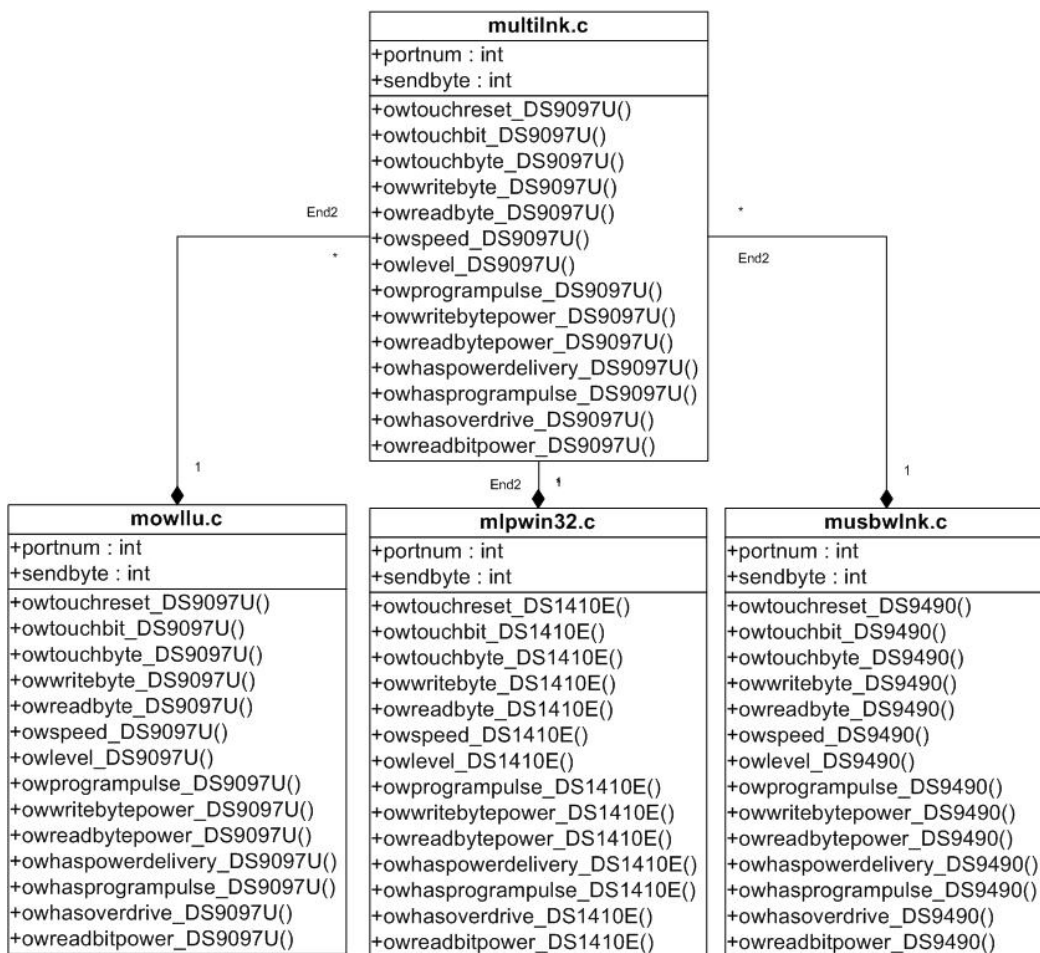 multilnk.c
+portnum : int
+sendbyte : int
+owtouchreset_DS9097U()
+owtouchbit_DS9097U()
+owtouchbyte_DS9097U()
+owwritebyte_DS9097U()
+owreadbyte_DS9097U()
+owspeed_DS9097U()
+owlevel_DS9097U()
+owprogrampulse_DS9097U()
+owwritebytepower_DS9097U()
+owreadbytepower_DS9097U()
+owhaspowerdelivery_DS9097U()
+owhasprogrampulse_DS9097U()
+owhasoverdrive_DS9097U()
+owreadbitpower_DS9097U()
End2
*
1
End2
1
*
End2
1
mowllu.c
+portnum : int
+sendbyte : int
+owtouchreset_DS9097U()
+owtouchbit_DS9097U()
+owtouchbyte_DS9097U()
+owwritebyte_DS9097U()
+owreadbyte_DS9097U()
+owspeed_DS9097U()
+owlevel_DS9097U()
+owprogrampulse_DS9097U()
+owwritebytepower_DS9097U()
+owreadbytepower_DS9097U()
+owhaspowerdelivery_DS9097U()
+owhasprogrampulse_DS9097U()
+owhasoverdrive_DS9097U()
+owreadbitpower_DS9097U()
mlpwin32.c
+portnum : int
+sendbyte : int
+owtouchreset_DS1410E()
+owtouchbit_DS1410E()
+owtouchbyte_DS1410E()
+owwritebyte_DS1410E()
+owreadbyte_DS1410E()
+owspeed_DS1410E()
+owlevel_DS1410E()
+owprogrampulse_DS1410E()
+owwritebytepower_DS1410E()
+owreadbytepower_DS1410E()
+owhaspowerdelivery_DS1410E()
+owhasprogrampulse_DS1410E()
+owhasoverdrive_DS1410E()
+owreadbitpower_DS1410E()
musbwlnk.c
+portnum : int
+sendbyte : int
+owtouchreset_DS9490()
+owtouchbit_DS9490()
+owtouchbyte_DS9490()
+owwritebyte_DS9490()
+owreadbyte_DS9490()
+owspeed_DS9490()
+owlevel_DS9490()
+owprogrampulse_DS9490()
+owwritebytepower_DS9490()
+owreadbytepower_DS9490()
+owhaspowerdelivery_DS9490()
+owhasprogrampulse_DS9490()
+owhasoverdrive_DS9490()
+owreadbitpower_DS9490()